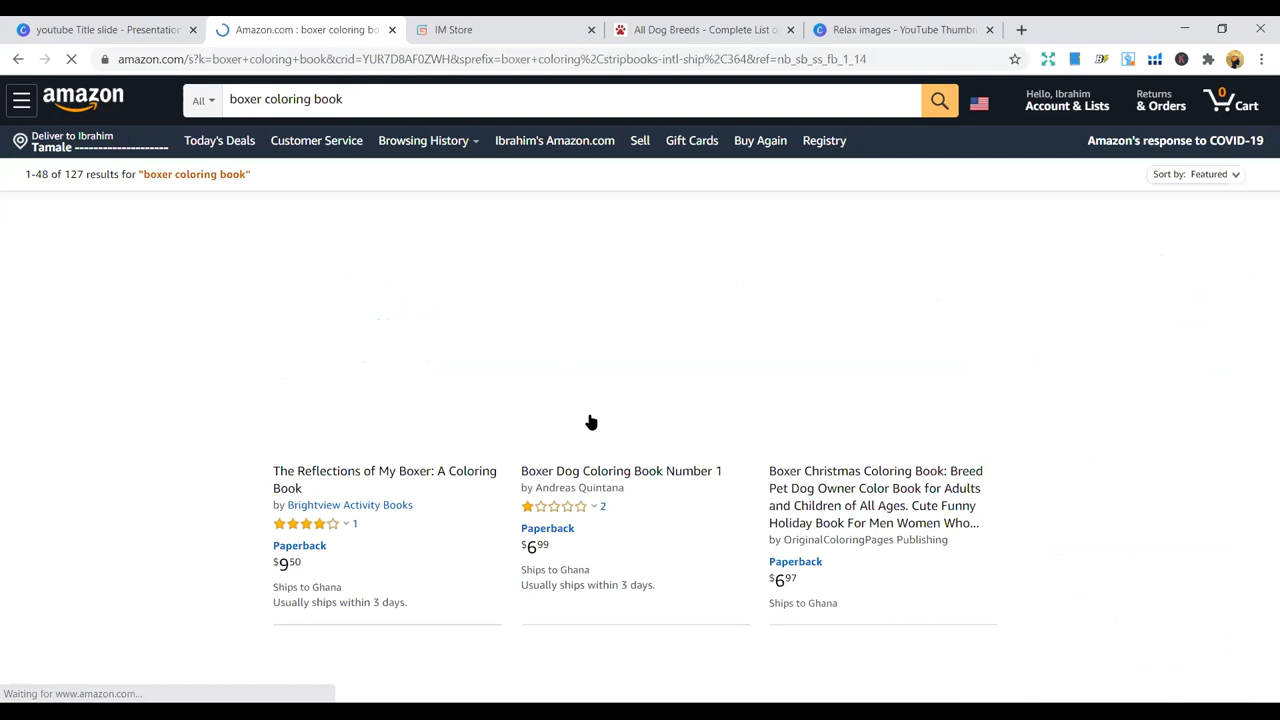 youtube Title slide - Presentation
Amazon.com : boxer coloring bo
IM Store
All Dog Breeds - Complete List o
Relax images - YouTube Thumbn
amazon.com/s?k=boxer+coloring+book&crid=YUR7D8AF0ZWH&sprefix=boxer+coloring%2Cstripbooks-intl-ship%2C364&ref=nb_sb_ss_fb_1_14
amazon
All
boxer coloring book
Hello, Ibrahim
Account & Lists
Returns
& Orders
0
Cart
Deliver to Ibrahim
Tamale ---------------------
Today's Deals
Customer Service
Browsing History
Ibrahim's Amazon.com
Sell
Gift Cards
Buy Again
Registry
Amazon's response to COVID-19
1-48 of 127 results for "boxer coloring book"
Sort by: Featured
The Reflections of My Boxer: A Coloring
Book
by Brightview Activity Books
1
Paperback
$9.50
Ships to Ghana
Usually ships within 3 days.
Boxer Dog Coloring Book Number 1
by Andreas Quintana
2
Paperback
$6.99
Ships to Ghana
Usually ships within 3 days.
Boxer Christmas Coloring Book: Breed
Pet Dog Owner Color Book for Adults
and Children of All Ages. Cute Funny
Holiday Book For Men Women Who...
by OriginalColoringPages Publishing
Paperback
$6.97
Ships to Ghana
Waiting for www.amazon.com...